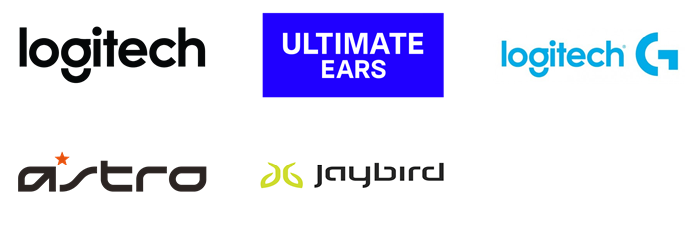 logitech
ULTIMATE
EARS
logitech G
astro
jaybird